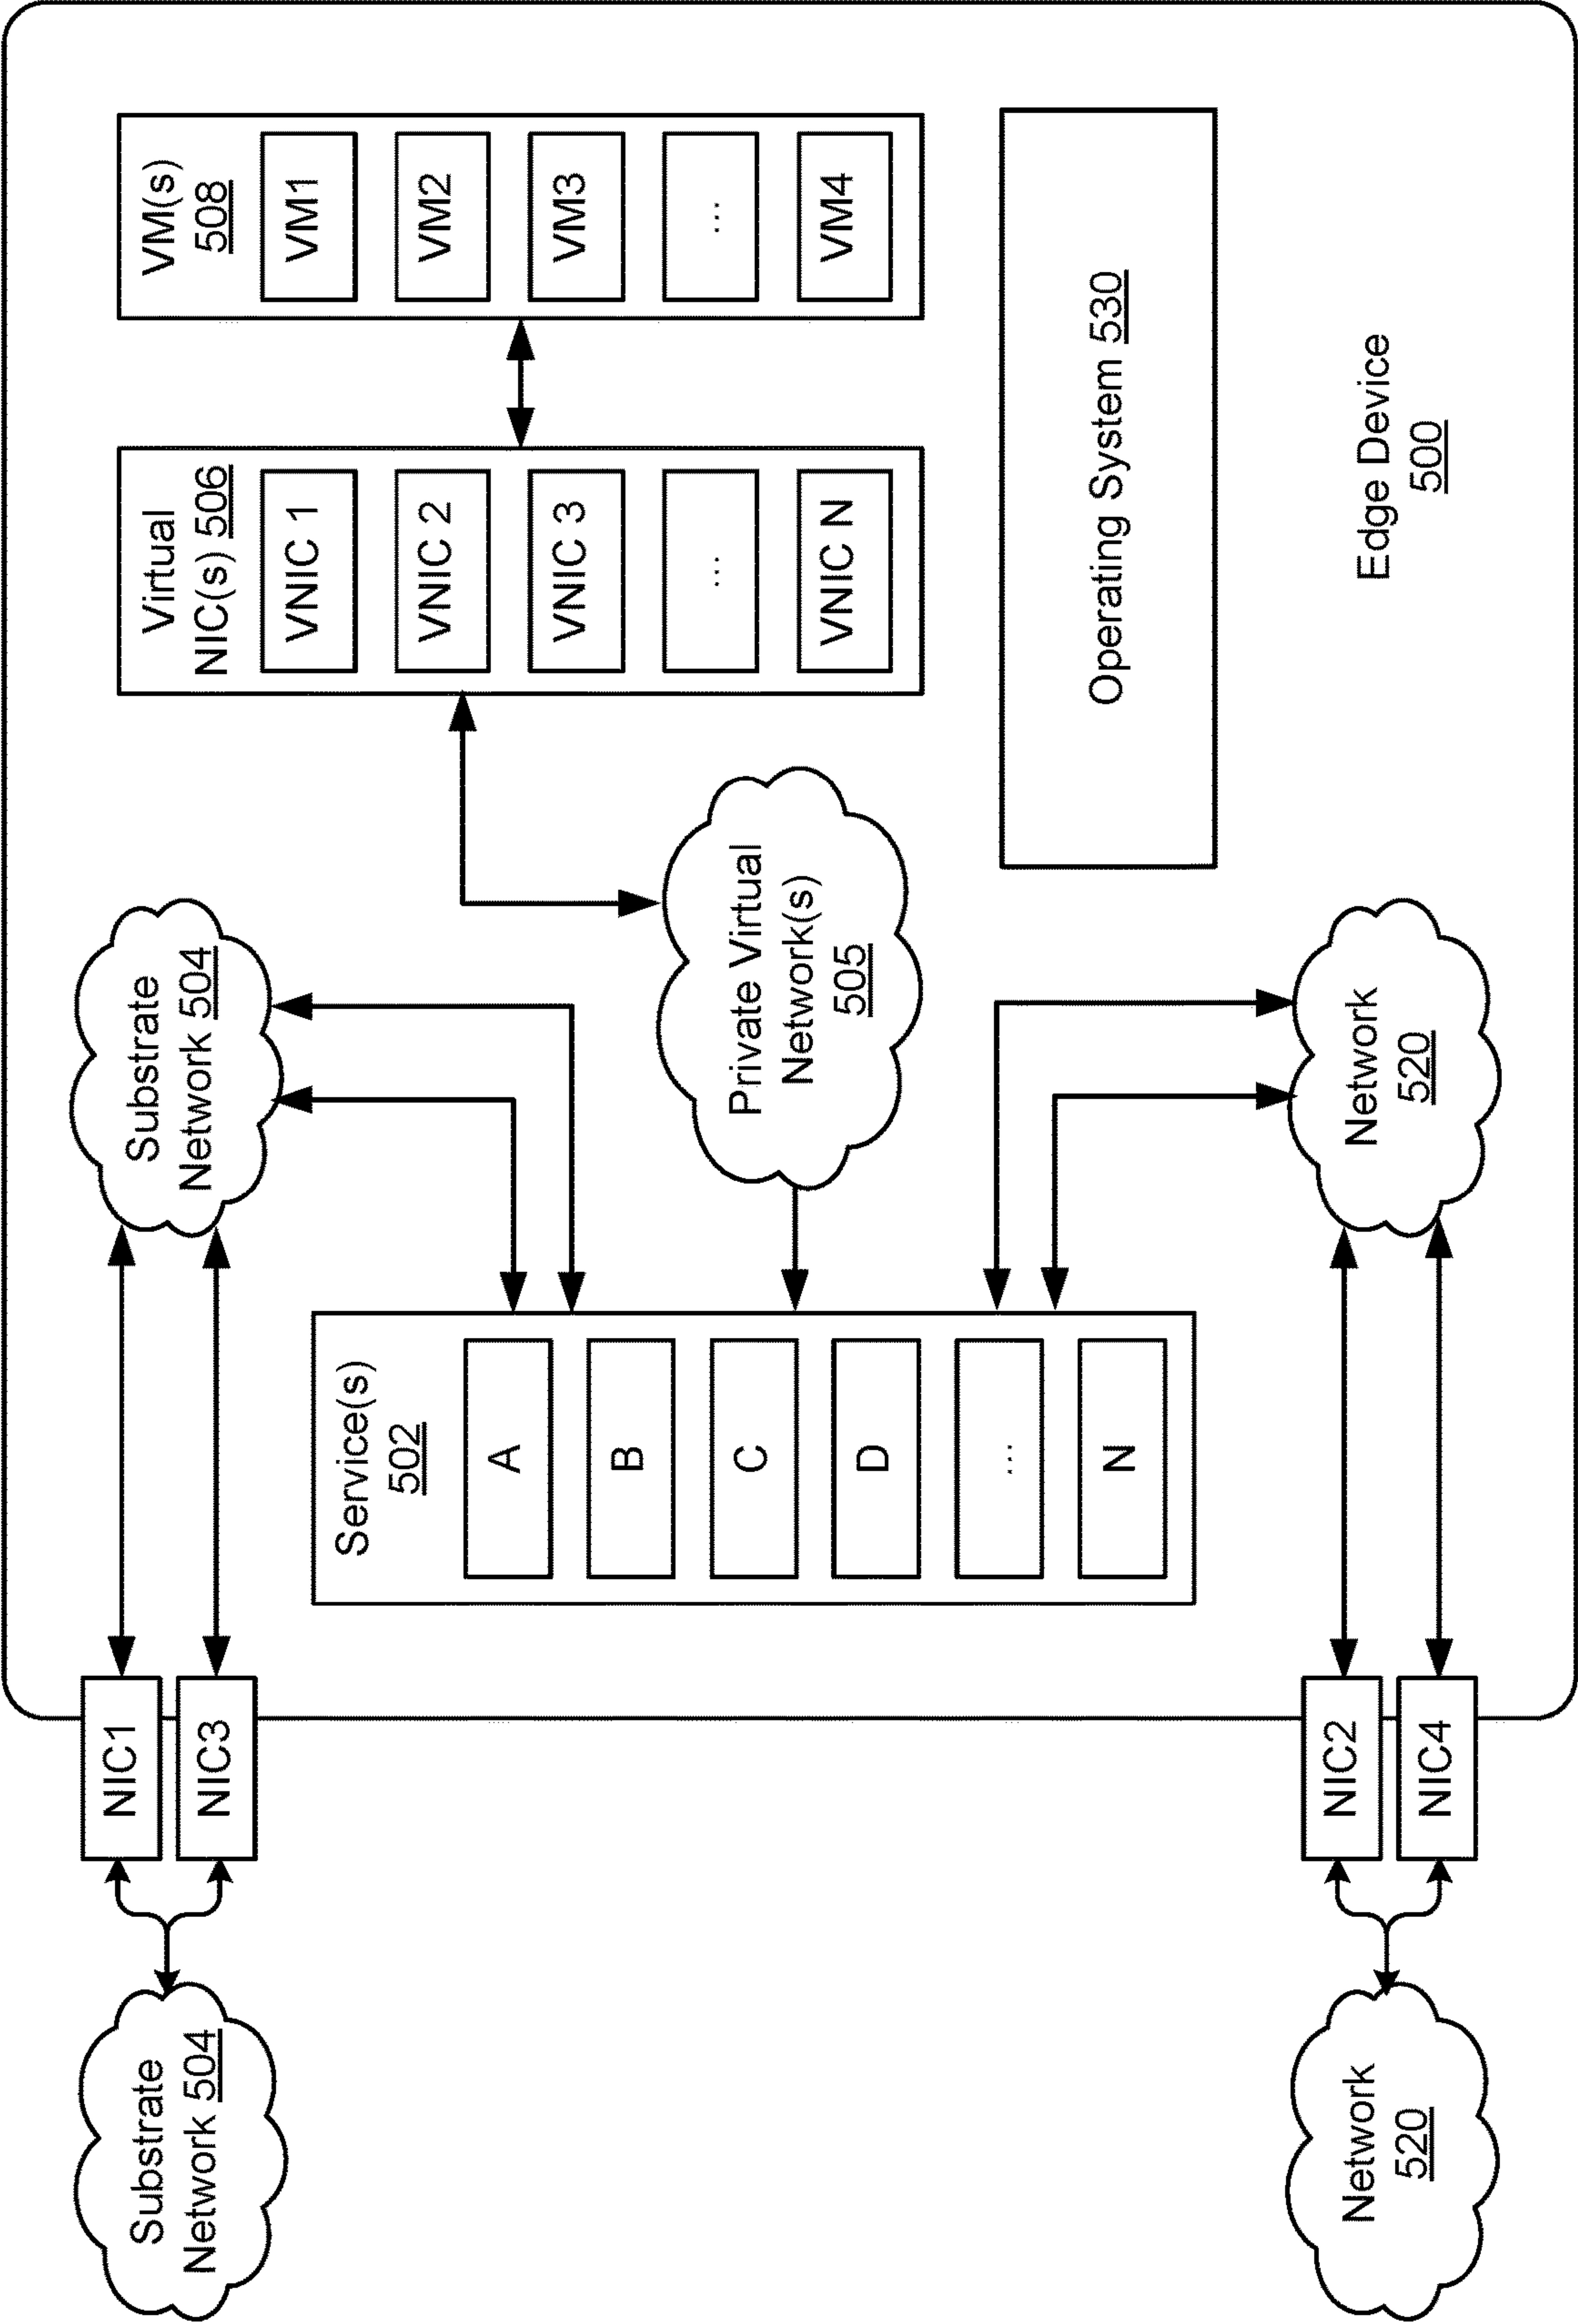 Substrate
Network 504
NIC1
NIC3
Substrate
Network 504
Service(s)
502
A
B
C
D
...
N
Private Virtual
Network(s)
505
Virtual
NIC(s) 506
VNIC 1
VNIC 2
VNIC 3
...
VNIC N
VM(s)
508
VM1
VM2
VM3
...
VM4
Network
520
NIC2
NIC4
Network
520
Operating System 530
Edge Device
500